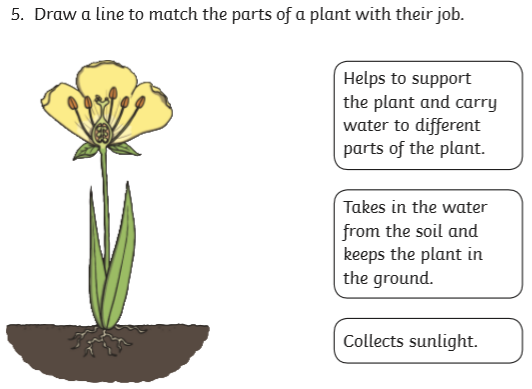 5. Draw a line to match the parts of a plant with their job.
Helps to support
the plant and carry
water to different
parts of the plant.
Takes in the water
from the soil and
keeps the plant in
the ground.
Collects sunlight.